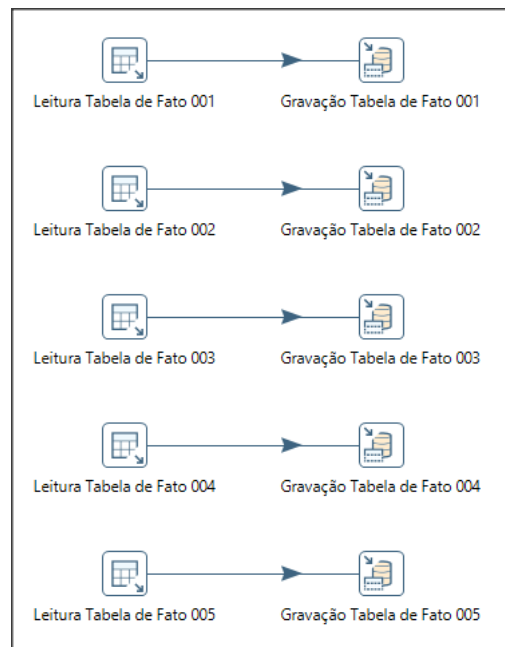 Leitura Tabela de Fato 001 Gravação Tabela de Fato 001
Leitura Tabela de Fato 002 Gravação Tabela de Fato 002
Leitura Tabela de Fato 003 Gravação Tabela de Fato 003
Leitura Tabela de Fato 004 Gravação Tabela de Fato 004
Leitura Tabela de Fato 005 Gravação Tabela de Fato 005